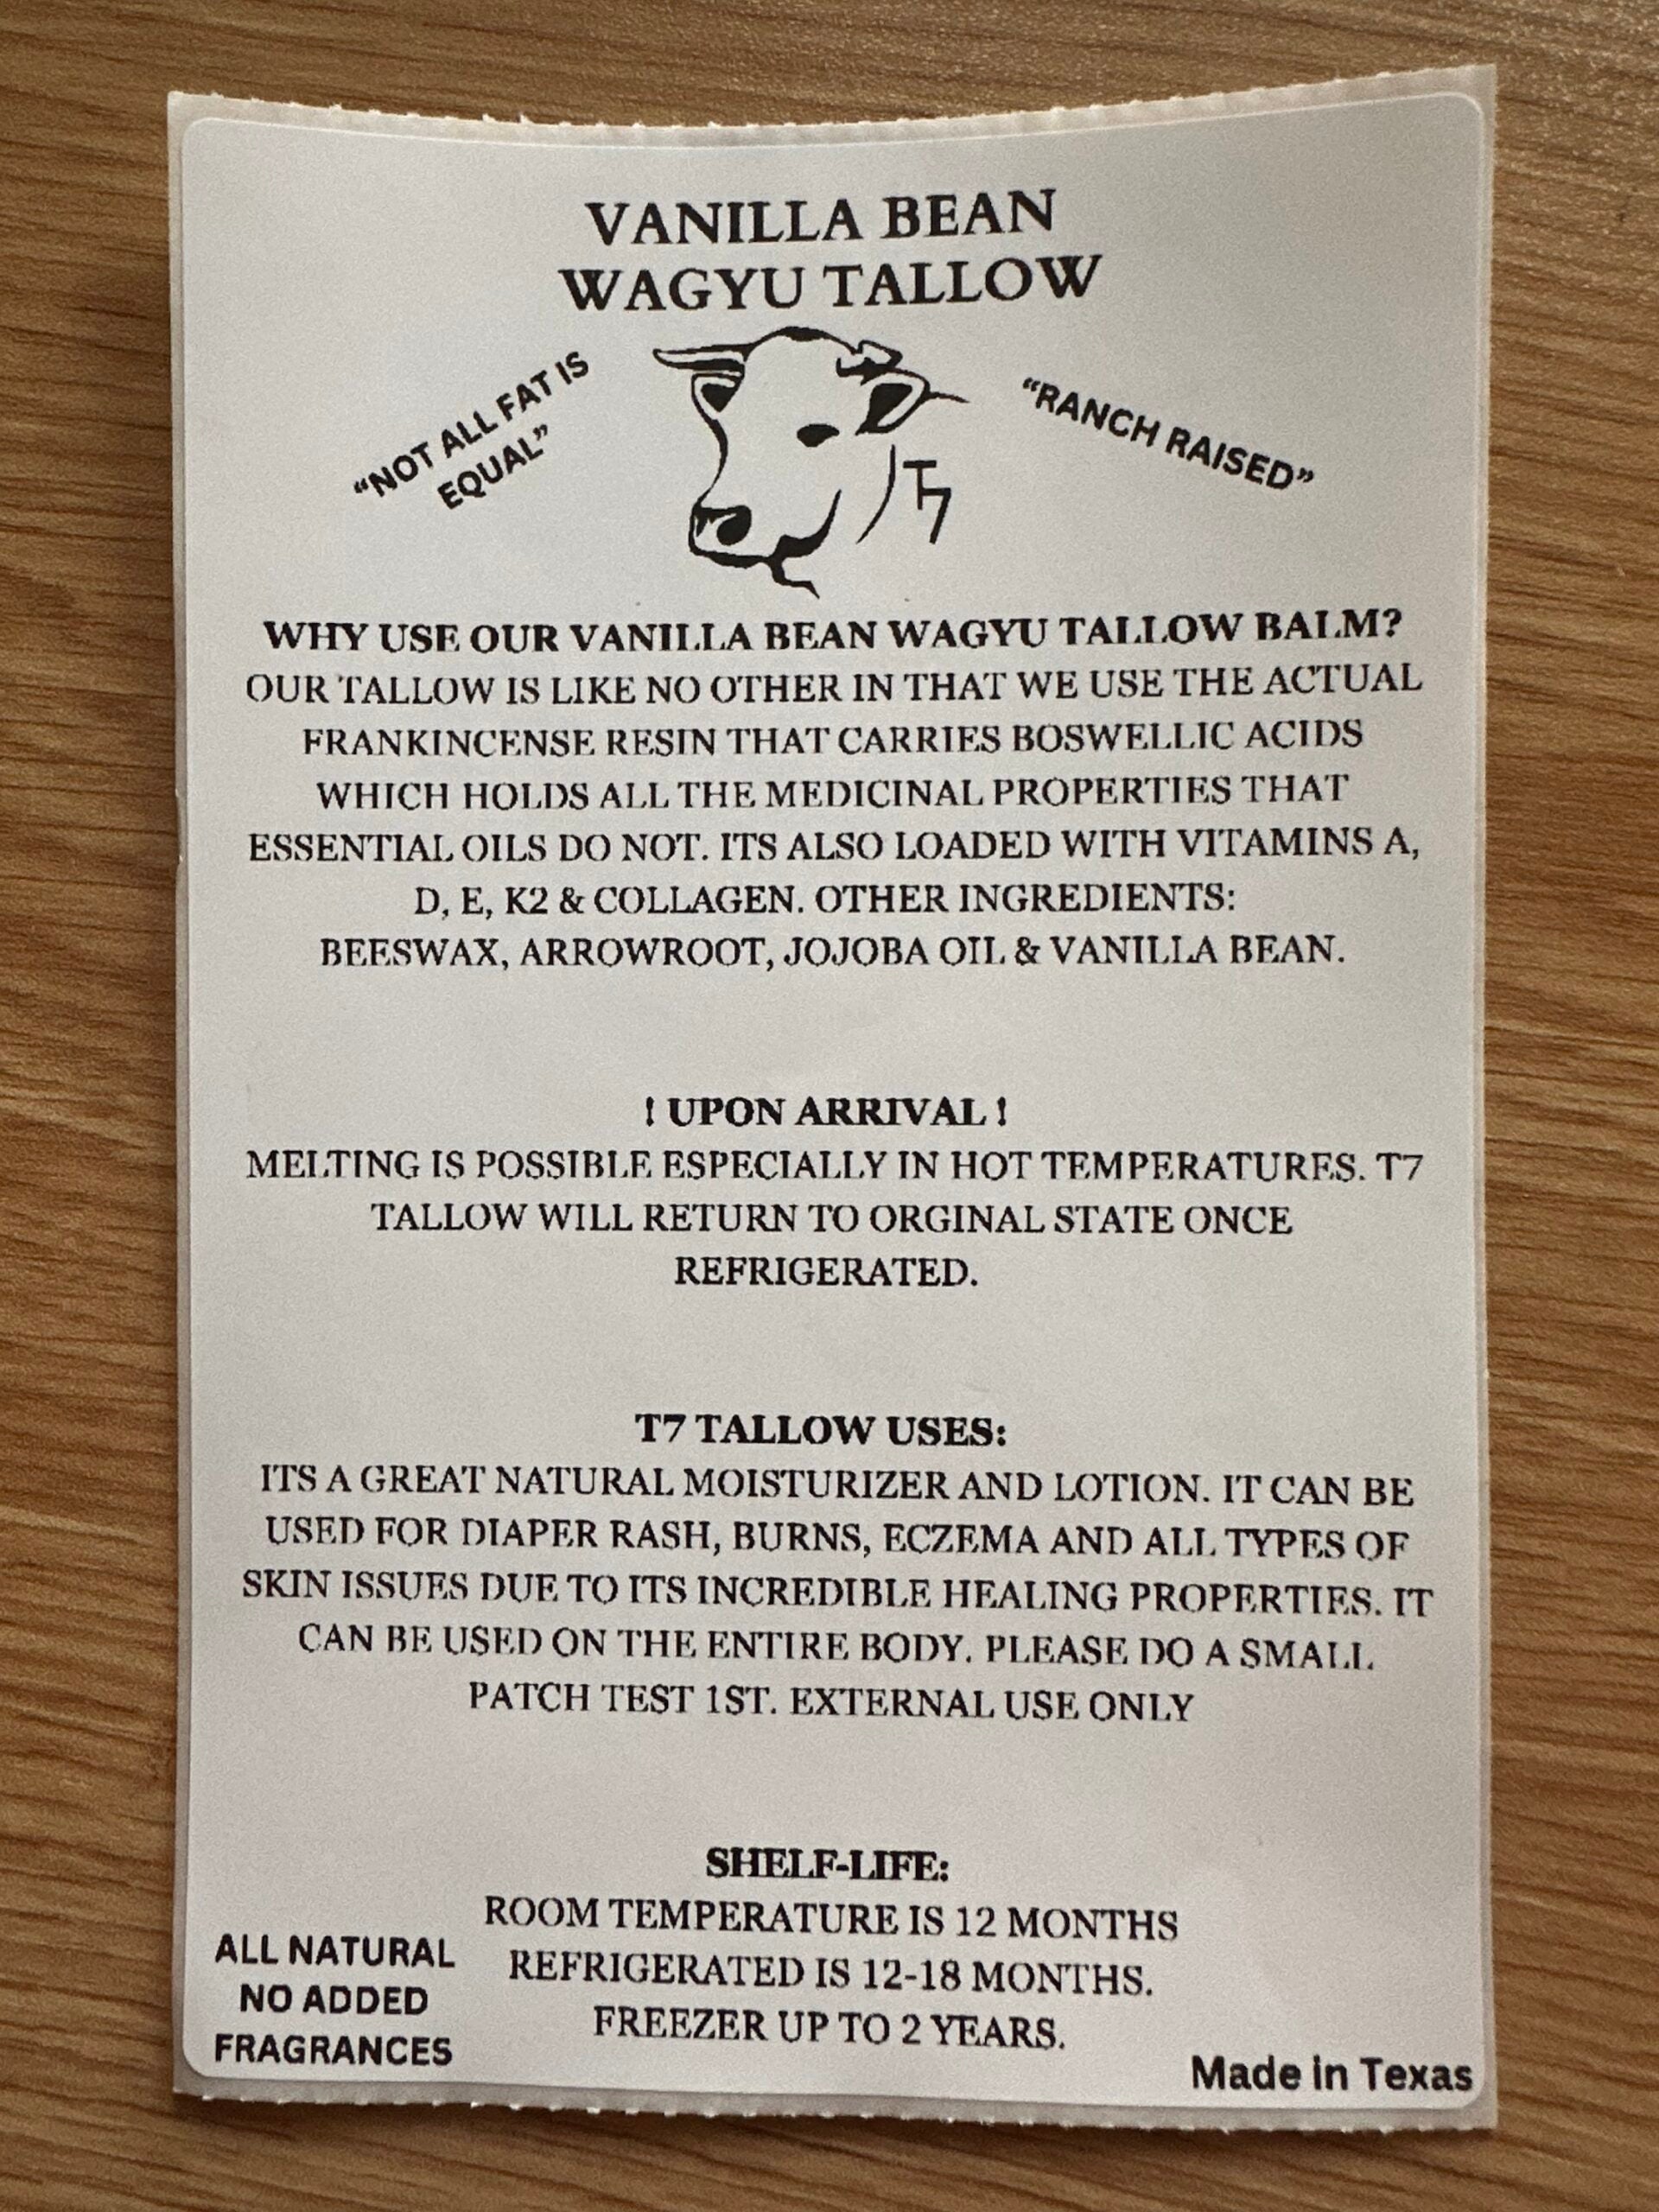 VANILLA BEAN
WAGYU TALLOW
"NOT ALL FAT IS
EQUAL"
"RANCH RAISED"
T7
WHY USE OUR VANILLA BEAN WAGYU TALLOW BALM?
OUR TALLOW IS LIKE NO OTHER IN THAT WE USE THE ACTUAL
FRANKINCENSE RESIN THAT CARRIES BOSWELLIC ACIDS
WHICH HOLDS ALL THE MEDICINAL PROPERTIES THAT
ESSENTIAL OILS DO NOT. ITS ALSO LOADED WITH VITAMINS A,
D, E, K2 & COLLAGEN. OTHER INGREDIENTS:
BEESWAX, ARROWROOT, JOJOBA OIL & VANILLA BEAN.
! UPON ARRIVAL !
MELTING IS POSSIBLE ESPECIALLY IN HOT TEMPERATURES. T7
TALLOW WILL RETURN TO ORGINAL STATE ONCE
REFRIGERATED.
T7 TALLOW USES:
ITS A GREAT NATURAL MOISTURIZER AND LOTION. IT CAN BE
USED FOR DIAPER RASH, BURNS, ECZEMA AND ALL TYPES OF
SKIN ISSUES DUE TO ITS INCREDIBLE HEALING PROPERTIES. IT
CAN BE USED ON THE ENTIRE BODY. PLEASE DO A SMALL
PATCH TEST 1ST. EXTERNAL USE ONLY
SHELF-LIFE:
ROOM TEMPERATURE IS 12 MONTHS
REFRIGERATED IS 12-18 MONTHS.
FREEZER UP TO 2 YEARS.
ALL NATURAL
NO ADDED
FRAGRANCES
Made in Texas